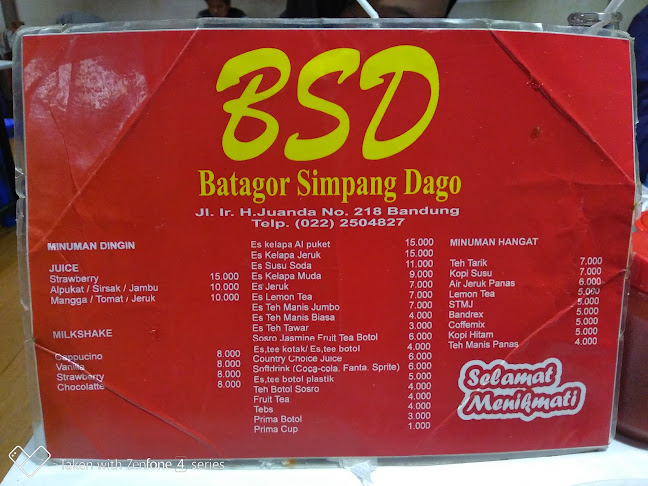 BSD
Batagor Simpang Dago
Jl. Ir. H.Juanda No. 218 Bandung
Telp. (022) 2504827
MINUMAN DINGIN
JUICE
Strawberry 15.000
Alpukat / Sirsak / Jambu 10.000
Mangga / Tomat / Jeruk 10.000
MILKSHAKE
Cappucino 8.000
Vanilla 8.000
Strawberry 8.000
Chocolatte 8.000
Es kelapa Al puket 15.000
Es Kelapa Jeruk 15.000
Es Susu Soda 11.000
Es Kelapa Muda 9.000
Es Jeruk 7.000
Es Lemon Tea 7.000
Es Teh Manis Jumbo 7.000
Es Teh Manis Biasa 4.000
Es Teh Tawar 3.000
Sosro Jasmine Fruit Tea Botol 6.000
Es,tee kotak/ Es,tee botol 4.000
Country Choice Juice 6.000
Softdrink (Coca-cola. Fanta. Sprite) 6.000
Es,tee botol plastik 5.000
Teh Botol Sosro 4.000
Fruit Tea 4.000
Tebs 4.000
Prima Botol 3.000
Prima Cup 1.000
MINUMAN HANGAT
Teh Tarik 7.000
Kopi Susu 7.000
Air Jeruk Panas 6.000
Lemon Tea 5.000
STMJ 5.000
Bandrex 5.000
Coffemix 5.000
Kopi Hitam 5.000
Teh Manis Panas 4.000
Selamat
Menikmati
Taken with Zenfone 4 series